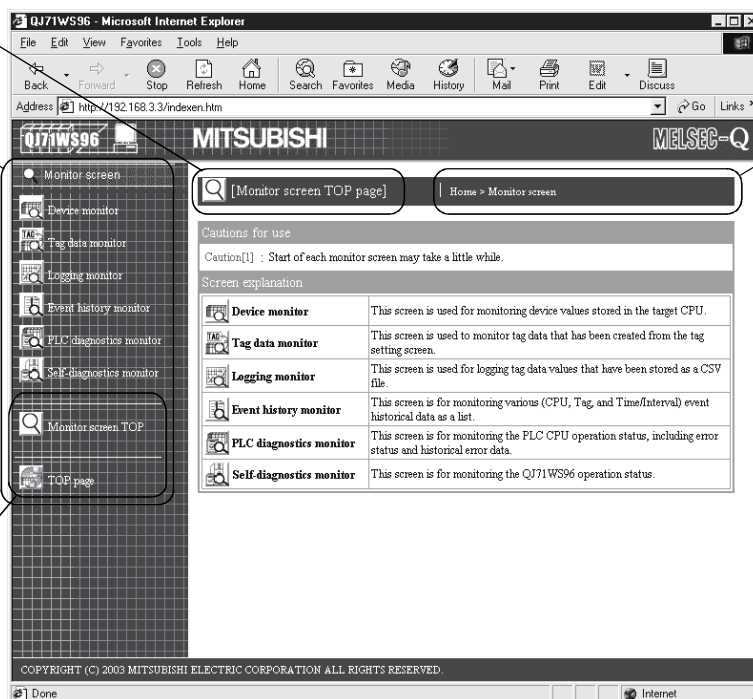 QJ71WS96 - Microsoft Internet Explorer
File Edit View Favorites Tools Help
Back Forward Stop Refresh Home Search Favorites Media History Mail Print Edit Discuss
Address http://192.168.3.3/indexen.htm Go Links
QJ71WS96 MITSUBISHI MELSEC-Q
Monitor screen
[Monitor screen TOP page] Home > Monitor screen
Device monitor
Tag data monitor
Logging monitor
Event history monitor
PLC diagnostics monitor
Self-diagnostics monitor
Monitor screen TOP
TOP page
Cautions for use
Caution[1] : Start of each monitor screen may take a little while.
Screen explanation
Device monitor This screen is used for monitoring device values stored in the target CPU.
TAG Tag data monitor This screen is used to monitor tag data that has been created from the tag
setting screen.
Logging monitor This screen is used for logging tag data values that have been stored as a CSV
file.
Event history monitor This screen is for monitoring various (CPU, Tag, and Time/Interval) event
historical data as a list.
PLC diagnostics monitor This screen is for monitoring the PLC CPU operation status, including error
status and historical error data.
Self-diagnostics monitor This screen is for monitoring the QJ71WS96 operation status.
COPYRIGHT (C) 2003 MITSUBISHI ELECTRIC CORPORATION ALL RIGHTS RESERVED.
Done Internet